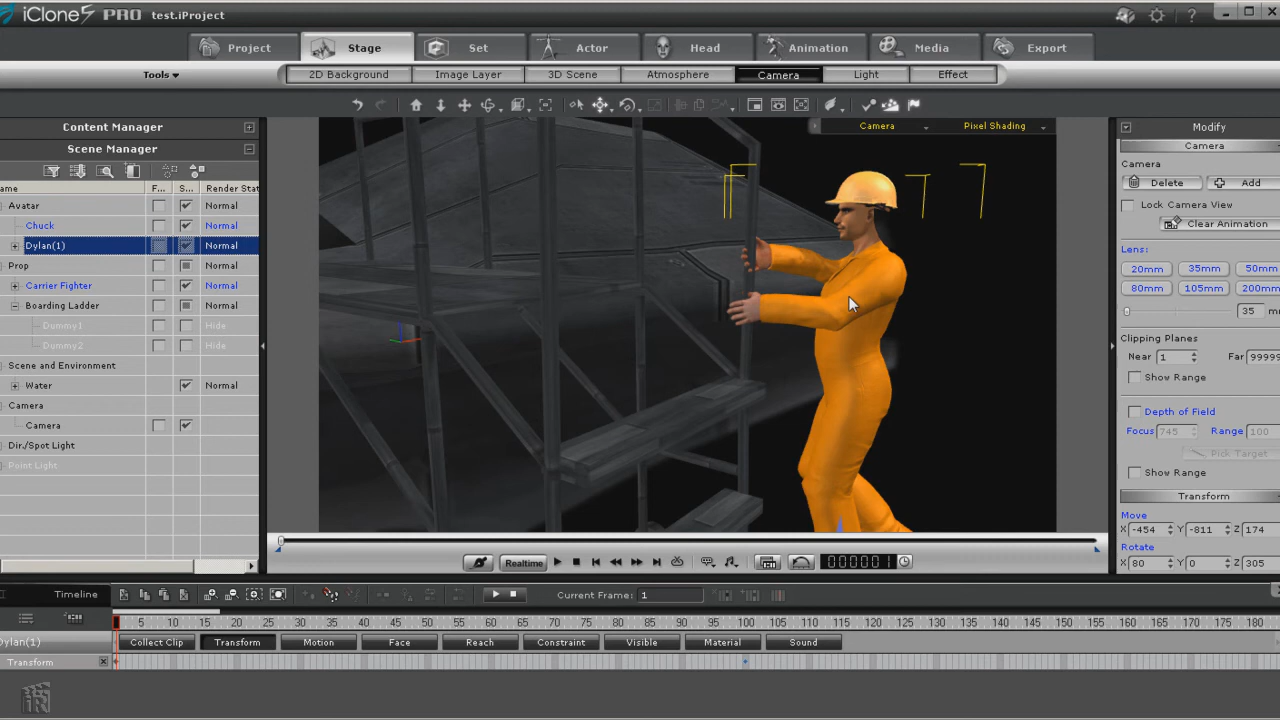 iClone5 PRO test.iProject ?
Project Stage Set Actor Head Animation Media Export
Tools 2D Background Image Layer 3D Scene Atmosphere Camera Light Effect
Content Manager
Scene Manager
ame F... S... Render Stat
Avatar Normal
Chuck Normal
Dylan(1) Normal
Prop Normal
Carrier Fighter Normal
Boarding Ladder Normal
Dummy1 Hide
Dummy2 Hide
Scene and Environment
Water Normal
Camera
Camera
Dir./Spot Light
Point Light
Camera Pixel Shading
Modify
Camera
Camera
Delete Add
Lock Camera View
Clear Animation
Lens:
20mm 35mm 50mm
80mm 105mm 200mm
35 m
Clipping Planes
Near 1 Far 99999
Show Range
Depth of Field
Focus 745 Range 100
Pick Target
Show Range
Transform
Move
X -454 Y -811 Z 174
Rotate
X 80 Y 0 Z 305
Realtime 000001
Timeline Current Frame: 1
5 10 15 20 25 30 35 40 45 50 55 60 65 70 75 80 85 90 95 100 105 110 115 120 125 130 135 140 145 150 155 160 165 170 175 180
Dylan(1) Collect Clip Transform Motion Face Reach Constraint Visible Material Sound
Transform
iR